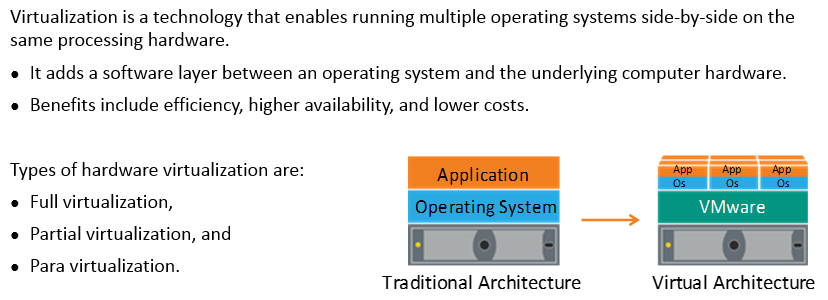 Virtualization is a technology that enables running multiple operating systems side-by-side on the
same processing hardware.
● It adds a software layer between an operating system and the underlying computer hardware.
● Benefits include efficiency, higher availability, and lower costs.
Types of hardware virtualization are:
● Full virtualization,
● Partial virtualization, and
● Para virtualization.
Application
Operating System
Traditional Architecture
App App App
Os Os Os
VMware
Virtual Architecture